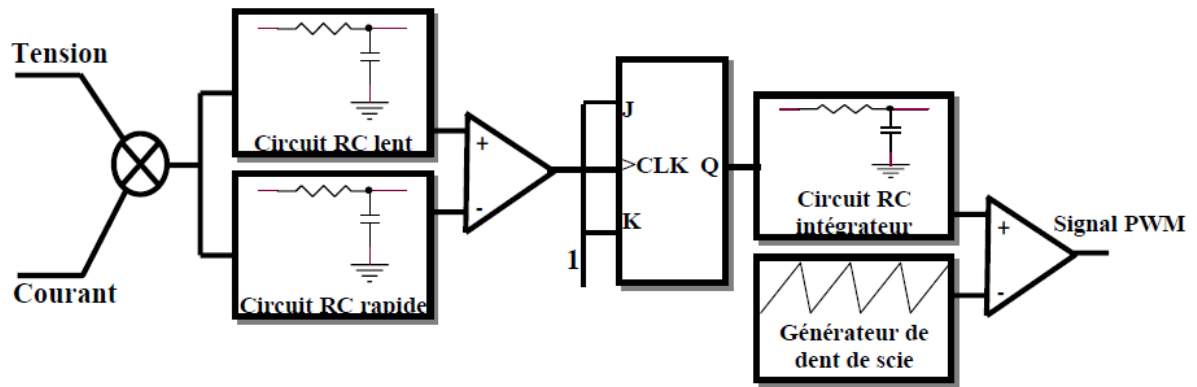 Tension
Courant
Circuit RC lent
+
-
Circuit RC rapide
J
>CLK
Q
K
1
Circuit RC
intégrateur
Générateur de
dent de scie
+
-
Signal PWM